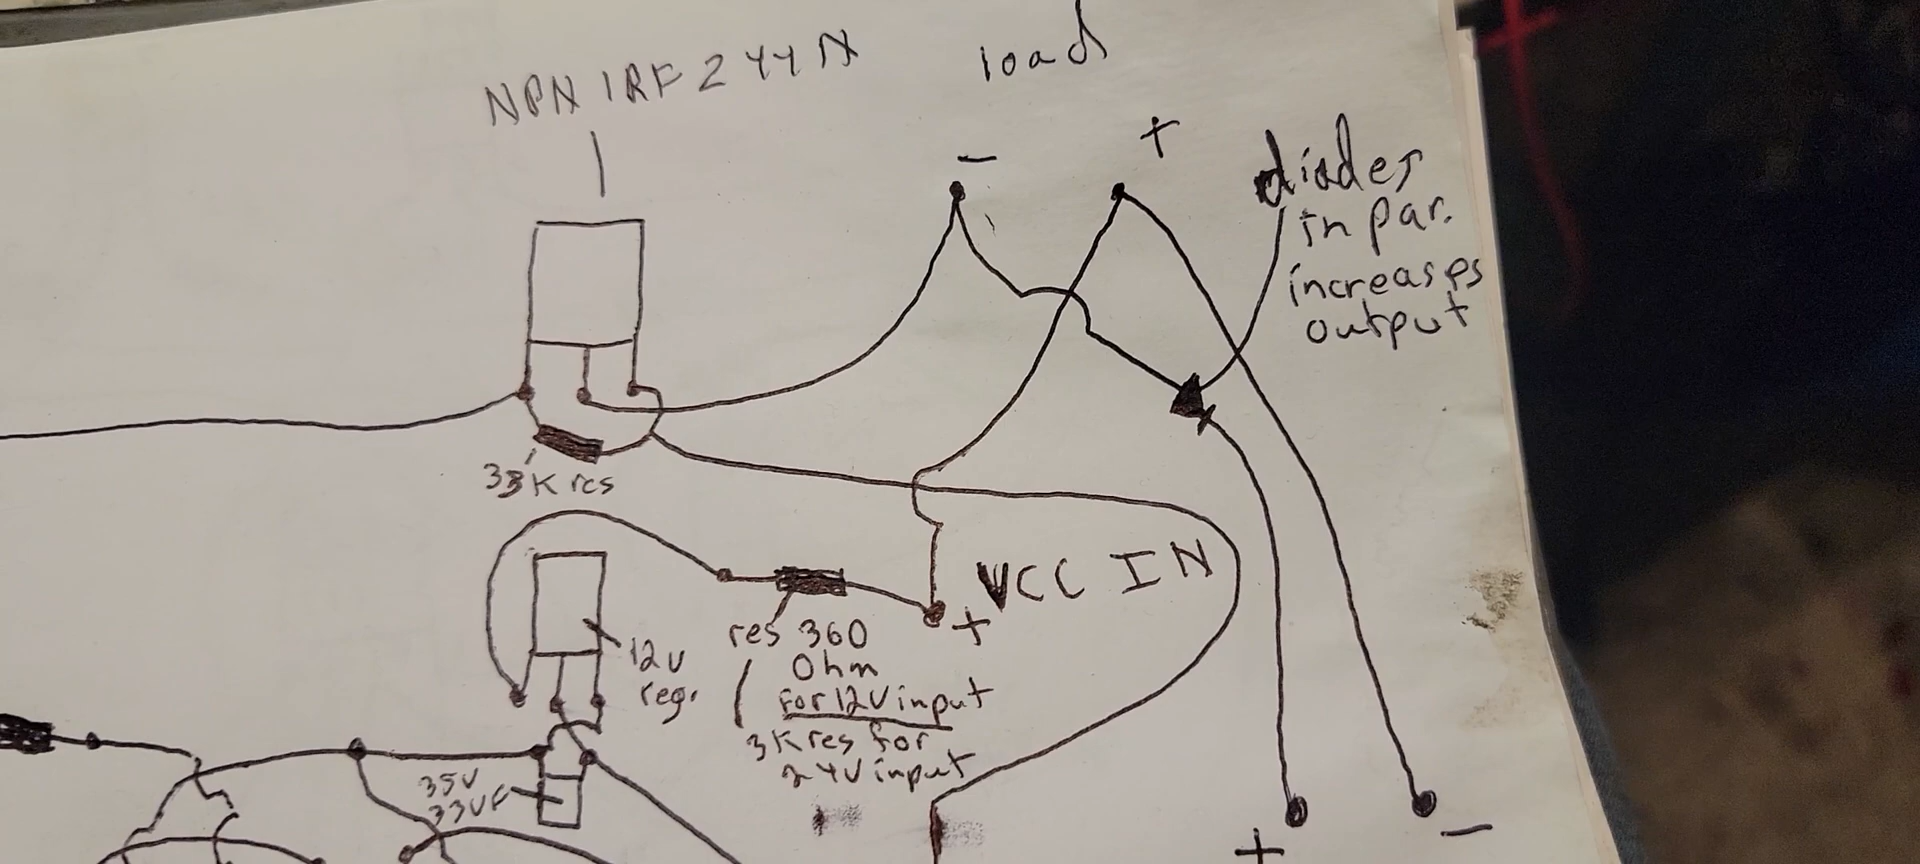 NPN IRFZ44N
load
-
+
diodes
in par.
increases
output
33K res
VCC IN
+
res 360
Ohm
for 12V input
3K res for
24V input
12V
reg.
35V
33UF
+
-